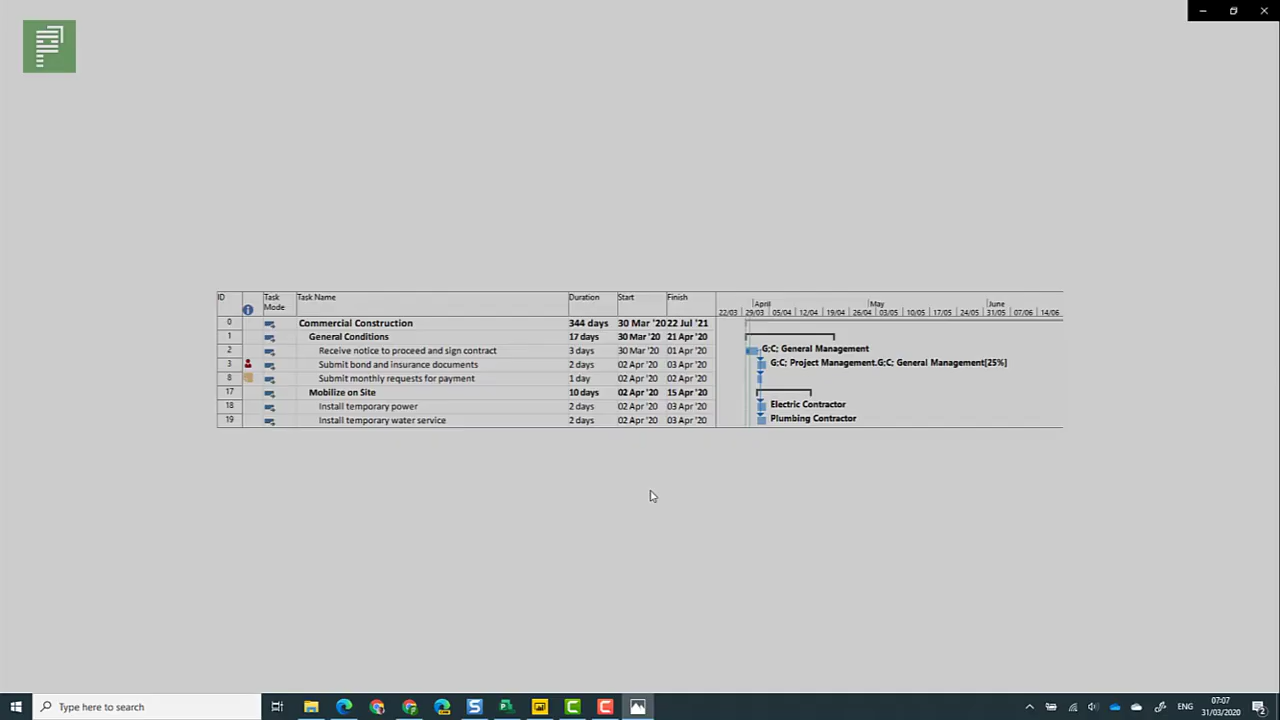 ID Task Mode Task Name Duration Start Finish
April May June
22/03 29/03 05/04 12/04 19/04 26/04 03/05 10/05 17/05 24/05 31/05 07/06 14/06
0 Commercial Construction 344 days 30 Mar '20 22 Jul '21
1 General Conditions 17 days 30 Mar '20 21 Apr '20
2 Receive notice to proceed and sign contract 3 days 30 Mar '20 01 Apr '20 G;C; General Management
3 Submit bond and insurance documents 2 days 02 Apr '20 03 Apr '20 G;C; Project Management.G;C; General Management[25%]
8 Submit monthly requests for payment 1 day 02 Apr '20 02 Apr '20
17 Mobilize on Site 10 days 02 Apr '20 15 Apr '20
18 Install temporary power 2 days 02 Apr '20 03 Apr '20 Electric Contractor
19 Install temporary water service 2 days 02 Apr '20 03 Apr '20 Plumbing Contractor
Type here to search
ENG
07:07
31/03/2020
2